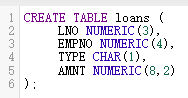 1 CREATE TABLE loans (
2     LNO NUMERIC(3),
3     EMPNO NUMERIC(4),
4     TYPE CHAR(1),
5     AMNT NUMERIC(8,2)
6 );